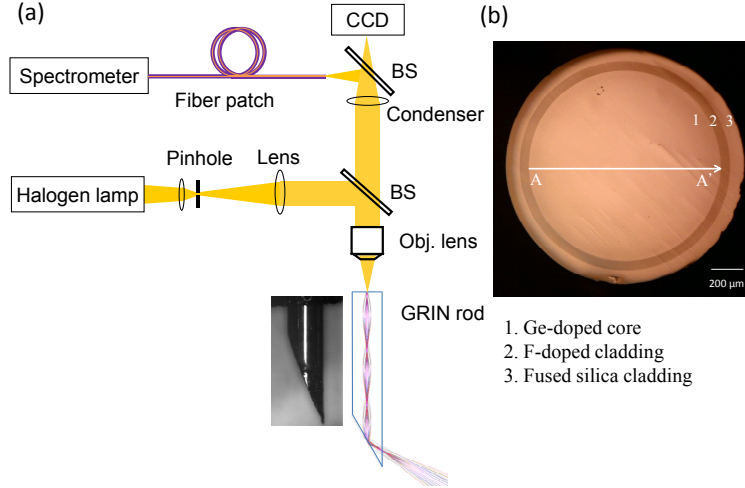 (a)
CCD
BS
Spectrometer
Fiber patch
Condenser
Pinhole
Lens
Halogen lamp
BS
Obj. lens
GRIN rod
(b)
1 2 3
A A'
200 µm
1. Ge-doped core
2. F-doped cladding
3. Fused silica cladding